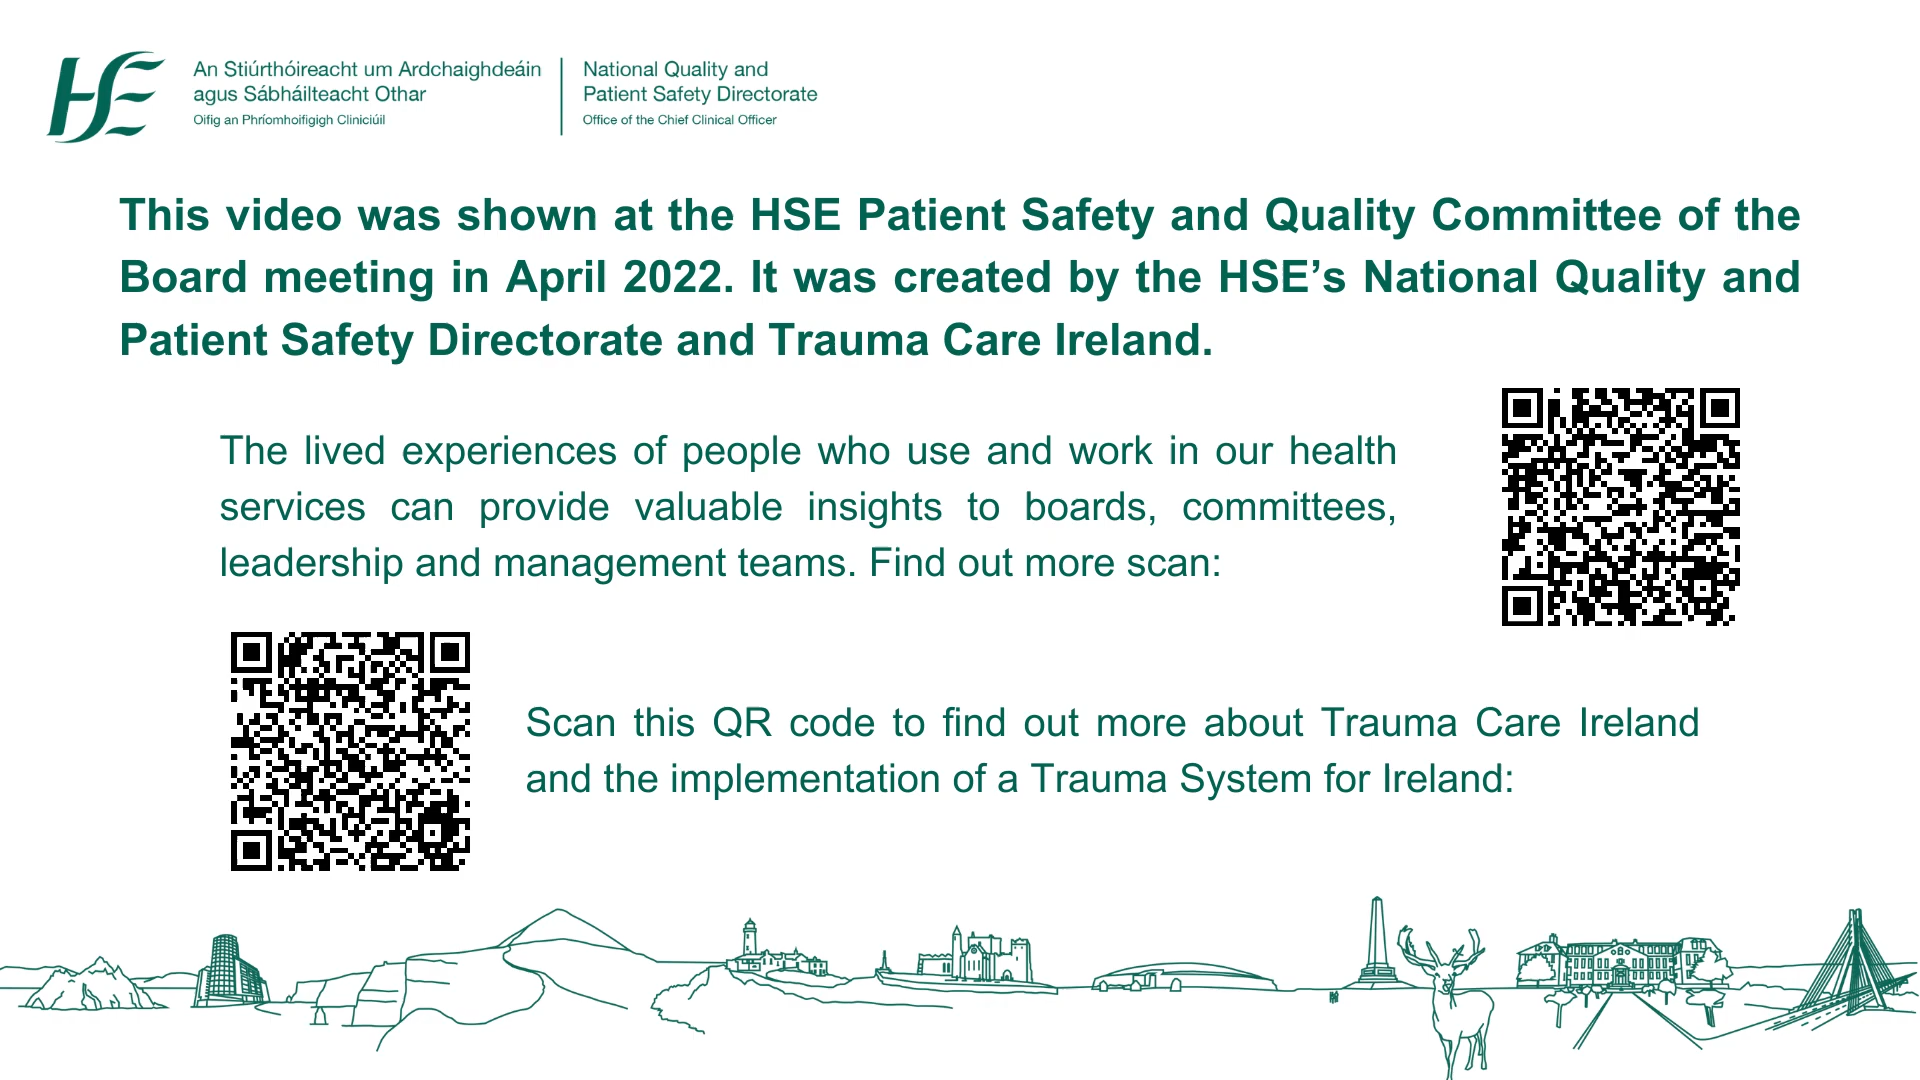 HSE
An Stiúrthóireacht um Ardchaighdeáin
agus Sábháilteacht Othar
Oifig an Phríomhoifigigh Cliniciúil
National Quality and
Patient Safety Directorate
Office of the Chief Clinical Officer
This video was shown at the HSE Patient Safety and Quality Committee of the
Board meeting in April 2022. It was created by the HSE’s National Quality and
Patient Safety Directorate and Trauma Care Ireland.
The lived experiences of people who use and work in our health
services can provide valuable insights to boards, committees,
leadership and management teams. Find out more scan:
Scan this QR code to find out more about Trauma Care Ireland
and the implementation of a Trauma System for Ireland: